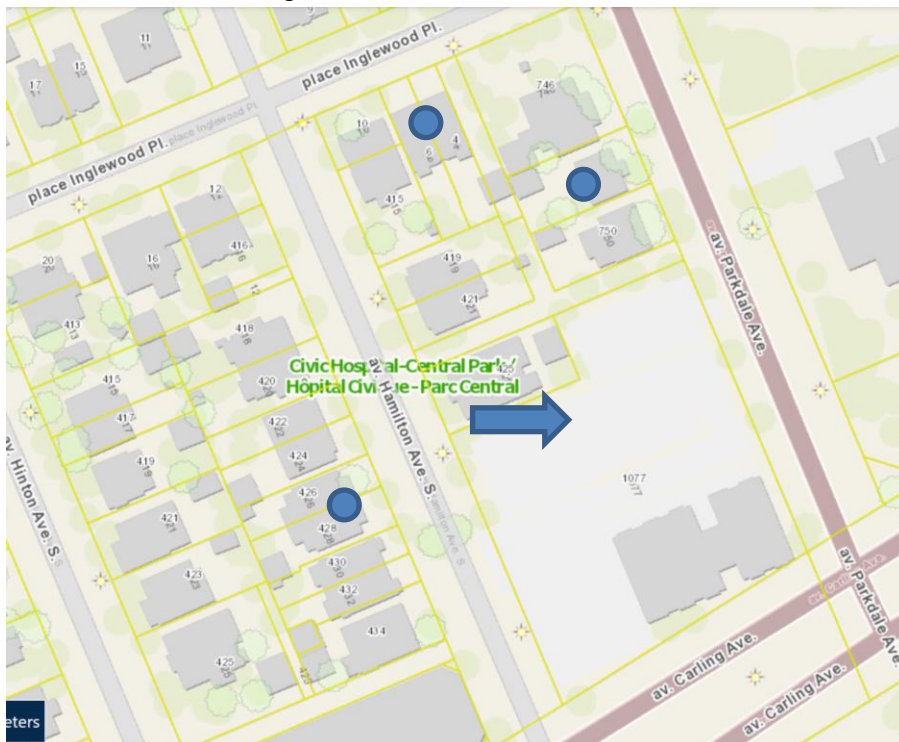 9
11
15
17
place Inglewood Pl.
place Inglewood Pl.
place Inglewood Pl.
10
6
4
746
415
12
416
16
20
419
421
750
413
12
418
415
420
417
422
419
424
421
426
428
430
432
434
423
425
425
Civic Hospital-Central Park /
Hôpital Civique - Parc Central
av. Hamilton Ave. S.
av. Hinton Ave. S.
av. Parkdale Ave.
av. Parkdale Ave.
1077
av. Carling Ave.
av. Carling Ave.
av. Carling Ave.
eters